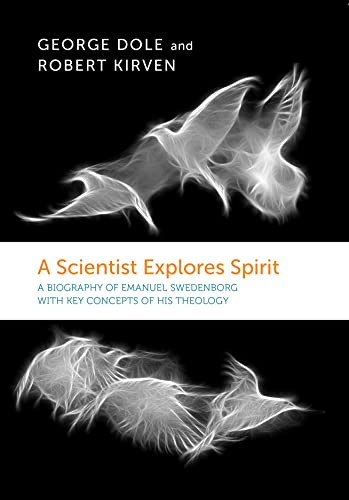 GEORGE DOLE and
ROBERT KIRVEN
A Scientist Explores Spirit
A BIOGRAPHY OF EMANUEL SWEDENBORG
WITH KEY CONCEPTS OF HIS THEOLOGY